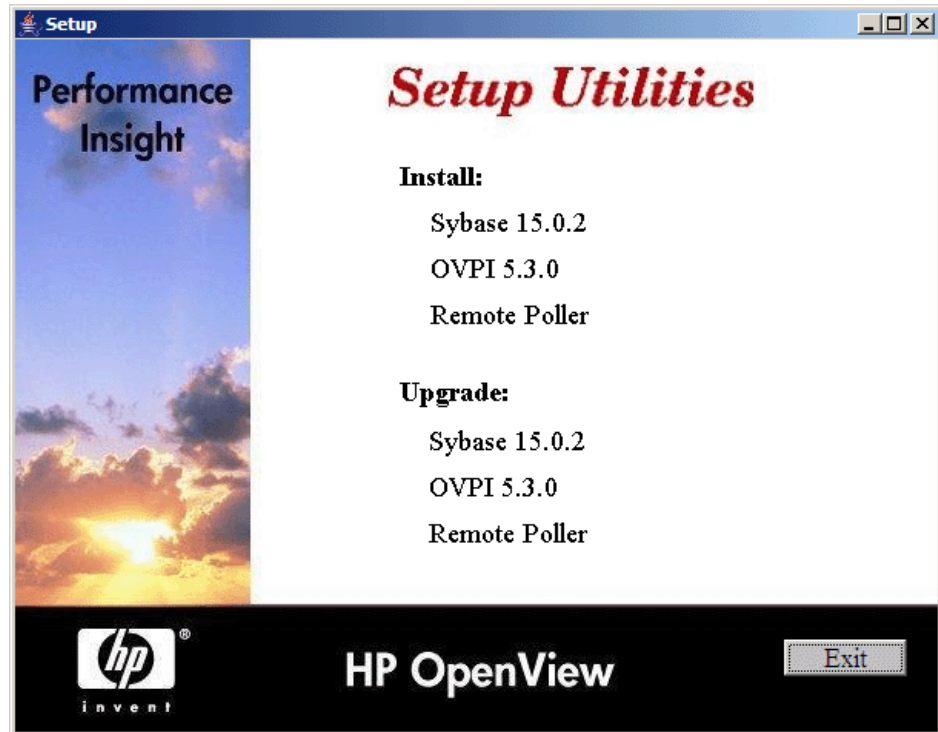 Setup
Performance
Insight
Setup Utilities
Install:
Sybase 15.0.2
OVPI 5.3.0
Remote Poller
Upgrade:
Sybase 15.0.2
OVPI 5.3.0
Remote Poller
hp®
invent
HP OpenView
Exit